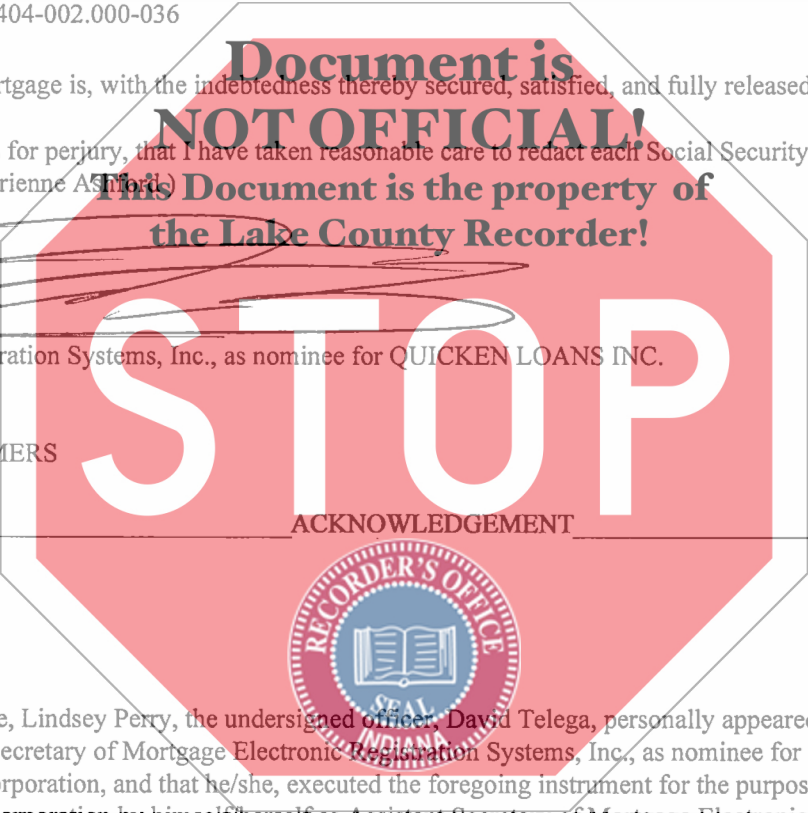 404-002.000-036
Document is
rtgage is, with the indebtedness thereby secured, satisfied, and fully released
NOT OFFICIAL!
for perjury, that I have taken reasonable care to redact each Social Security
rienne Ashford.)
This Document is the property of
the Lake County Recorder!
STOP
ration Systems, Inc., as nominee for QUICKEN LOANS INC.
MERS
ACKNOWLEDGEMENT
RECORDER'S OFFICE
SEAL
INDIANA
e, Lindsey Perry, the undersigned officer, David Telega, personally appeared
ecretary of Mortgage Electronic Registration Systems, Inc., as nominee for
rporation, and that he/she, executed the foregoing instrument for the purpos